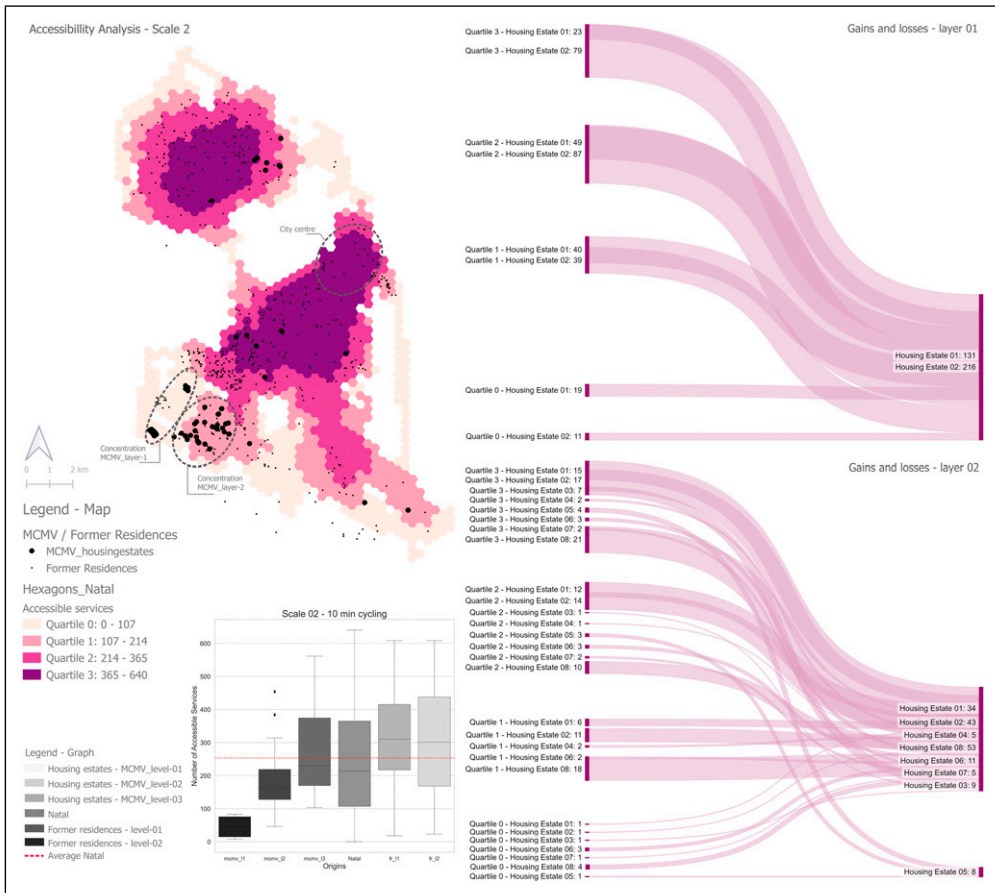 Accessibility Analysis - Scale 2
City centre
Concentration
MCMV_layer-1
Concentration
MCMV_layer-2
0 1 2 km
Legend - Map
MCMV / Former Residences
MCMV_housingestates
Former Residences
Hexagons_Natal
Accessible services
Quartile 0: 0 - 107
Quartile 1: 107 - 214
Quartile 2: 214 - 365
Quartile 3: 365 - 640
Legend - Graph
Housing estates - MCMV_level-01
Housing estates - MCMV_level-02
Housing estates - MCMV_level-03
Natal
Former residences - level-01
Former residences - level-02
Average Natal
Scale 02 - 10 min cycling
Number of Accessible Services
600
500
400
300
200
100
0
mcmv_l1 mcmv_l2 mcmv_l3 Natal fr_l1 fr_l2
Origins
Gains and losses - layer 01
Quartile 3 - Housing Estate 01: 23
Quartile 3 - Housing Estate 02: 79
Quartile 2 - Housing Estate 01: 49
Quartile 2 - Housing Estate 02: 87
Quartile 1 - Housing Estate 01: 40
Quartile 1 - Housing Estate 02: 39
Quartile 0 - Housing Estate 01: 19
Quartile 0 - Housing Estate 02: 11
Housing Estate 01: 131
Housing Estate 02: 216
Gains and losses - layer 02
Quartile 3 - Housing Estate 01: 15
Quartile 3 - Housing Estate 02: 17
Quartile 3 - Housing Estate 03: 7
Quartile 3 - Housing Estate 04: 2
Quartile 3 - Housing Estate 05: 4
Quartile 3 - Housing Estate 06: 3
Quartile 3 - Housing Estate 07: 2
Quartile 3 - Housing Estate 08: 21
Quartile 2 - Housing Estate 01: 12
Quartile 2 - Housing Estate 02: 14
Quartile 2 - Housing Estate 03: 1
Quartile 2 - Housing Estate 04: 1
Quartile 2 - Housing Estate 05: 3
Quartile 2 - Housing Estate 06: 3
Quartile 2 - Housing Estate 07: 2
Quartile 2 - Housing Estate 08: 10
Quartile 1 - Housing Estate 01: 6
Quartile 1 - Housing Estate 02: 11
Quartile 1 - Housing Estate 04: 2
Quartile 1 - Housing Estate 06: 2
Quartile 1 - Housing Estate 08: 18
Quartile 0 - Housing Estate 01: 1
Quartile 0 - Housing Estate 02: 1
Quartile 0 - Housing Estate 03: 1
Quartile 0 - Housing Estate 06: 3
Quartile 0 - Housing Estate 07: 1
Quartile 0 - Housing Estate 08: 4
Quartile 0 - Housing Estate 05: 1
Housing Estate 01: 34
Housing Estate 02: 43
Housing Estate 04: 5
Housing Estate 08: 53
Housing Estate 06: 11
Housing Estate 07: 5
Housing Estate 03: 9
Housing Estate 05: 8